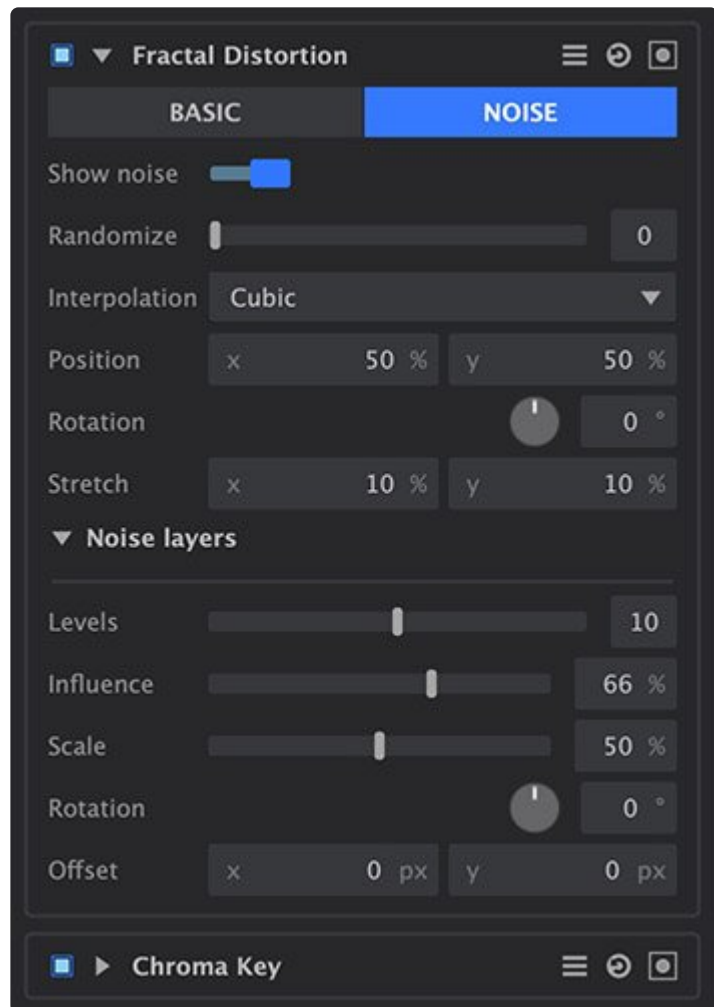 Fractal Distortion
BASIC NOISE
Show noise
Randomize 0
Interpolation Cubic
Position x 50 % y 50 %
Rotation 0 °
Stretch x 10 % y 10 %
Noise layers
Levels 10
Influence 66 %
Scale 50 %
Rotation 0 °
Offset x 0 px y 0 px
Chroma Key